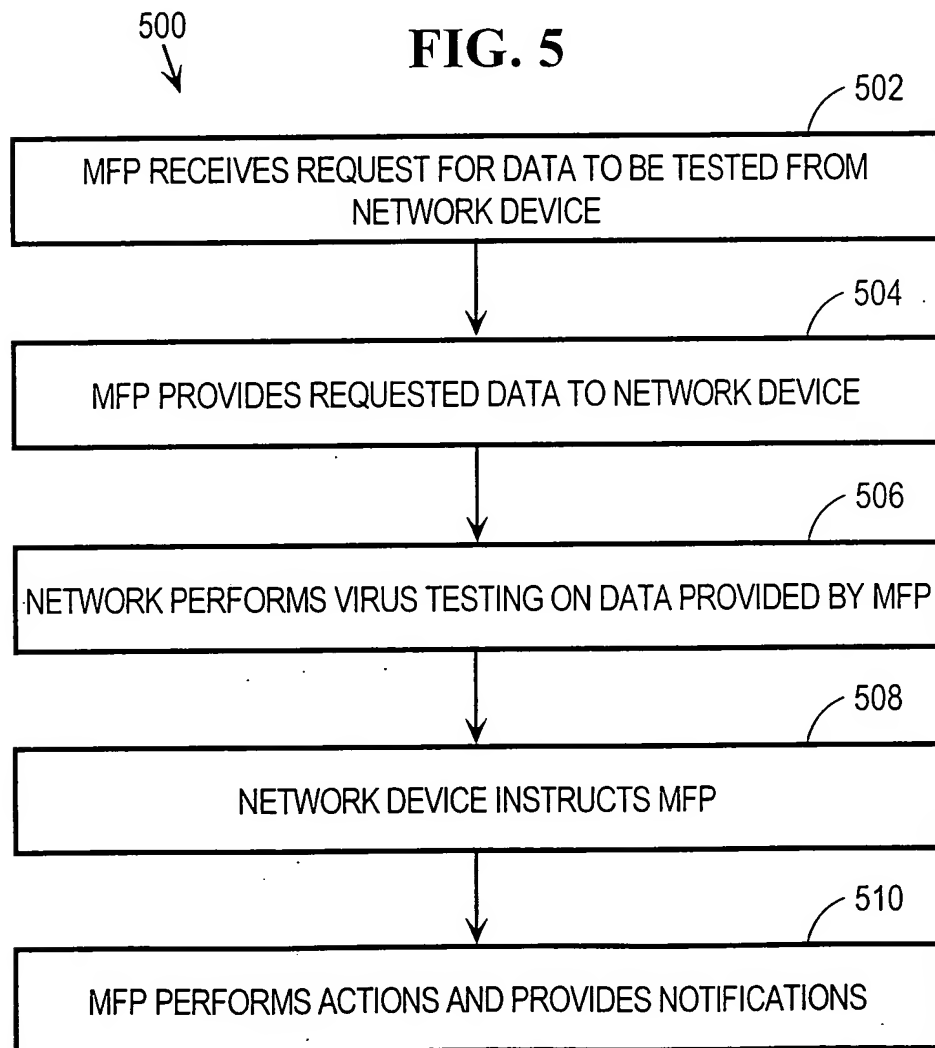 500
FIG. 5
502
MFP RECEIVES REQUEST FOR DATA TO BE TESTED FROM
NETWORK DEVICE
504
MFP PROVIDES REQUESTED DATA TO NETWORK DEVICE
506
NETWORK PERFORMS VIRUS TESTING ON DATA PROVIDED BY MFP
508
NETWORK DEVICE INSTRUCTS MFP
510
MFP PERFORMS ACTIONS AND PROVIDES NOTIFICATIONS